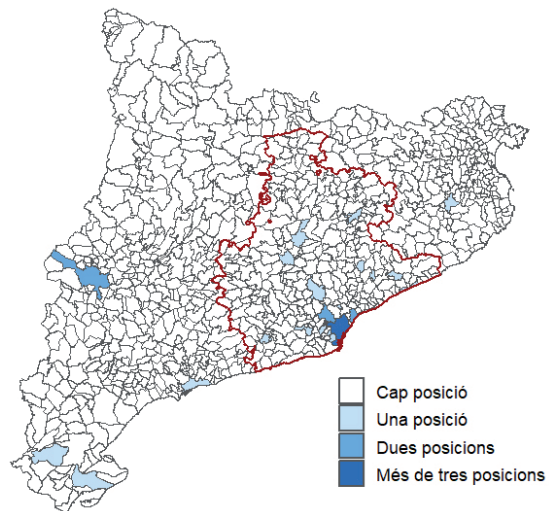 Cap posició
Una posició
Dues posicions
Més de tres posicions